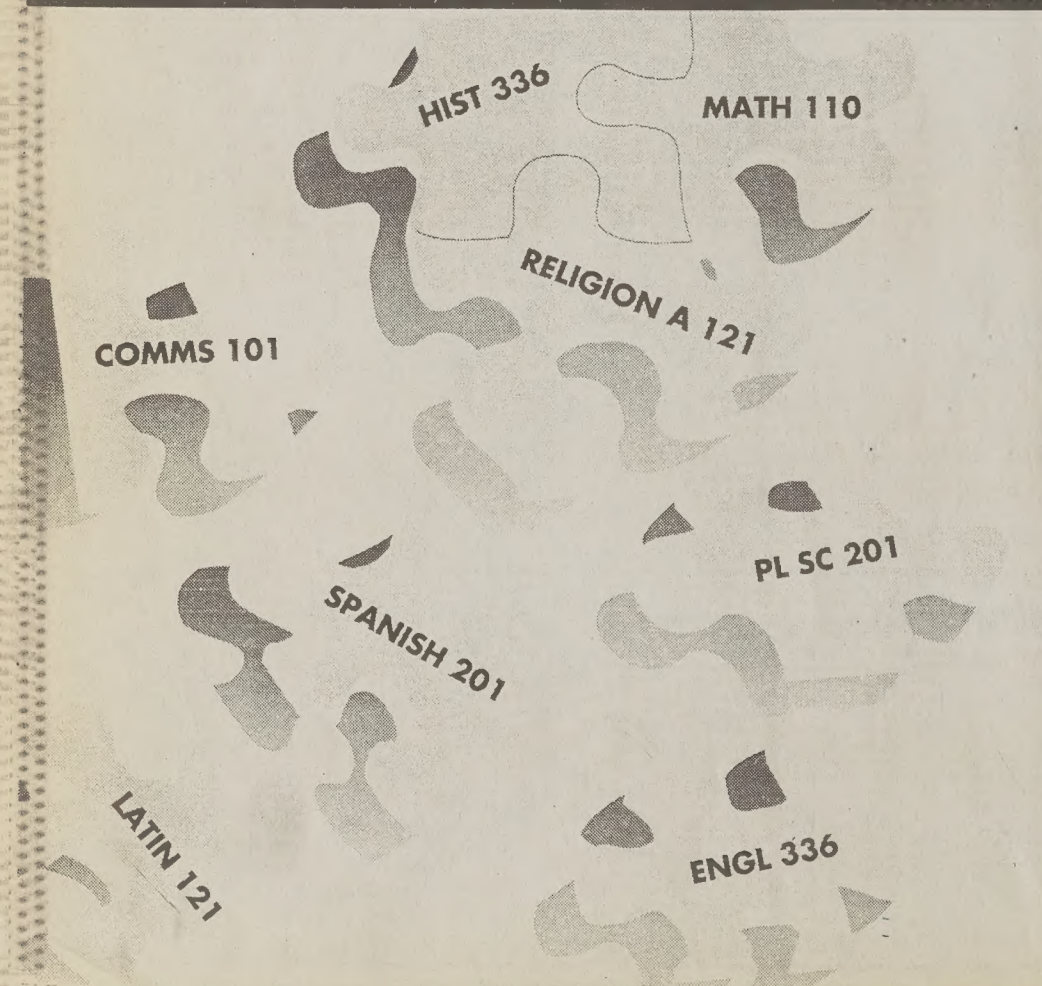 HIST 336
MATH 110
RELIGION A 121
COMMS 101
PL SC 201
SPANISH 201
LATIN 121
ENGL 336